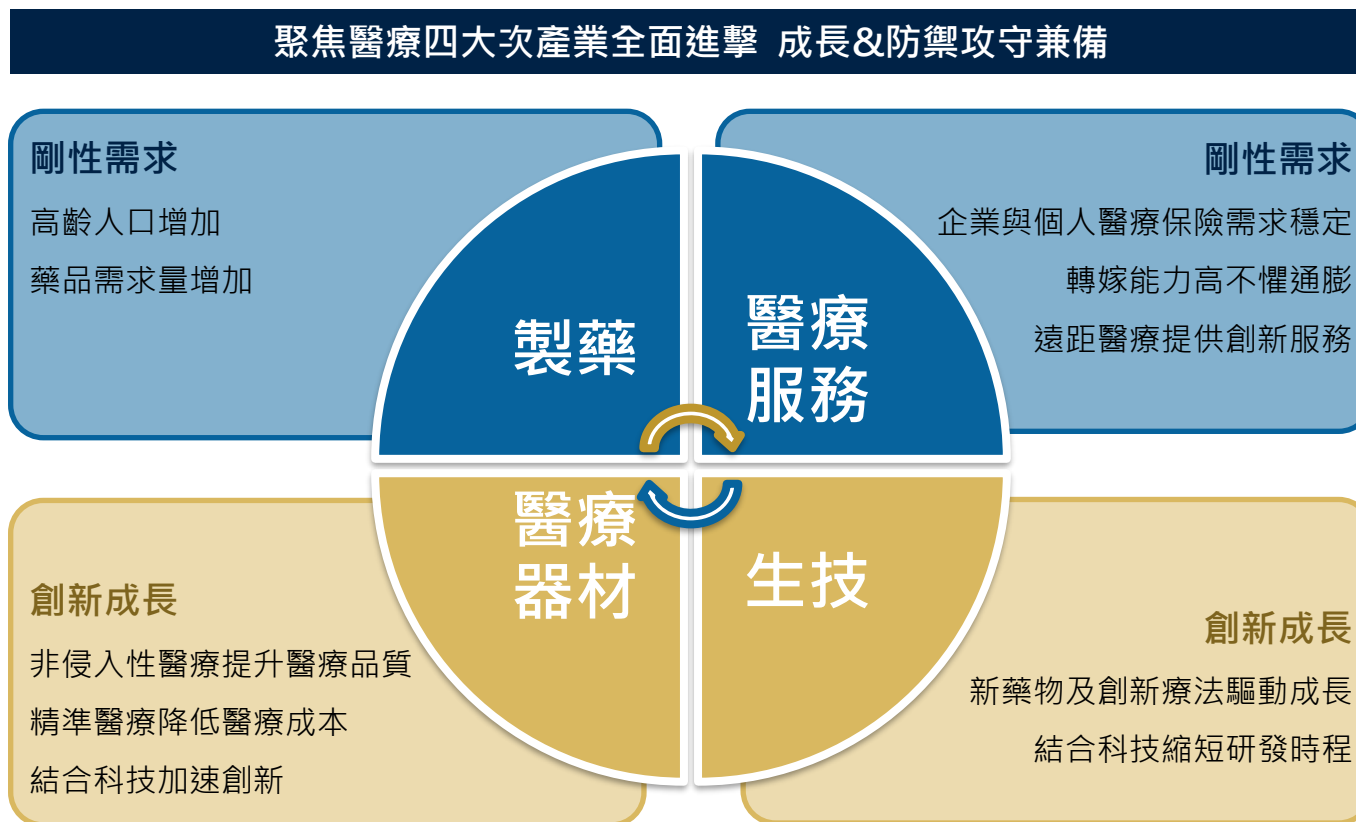 聚焦醫療四大次產業全面進擊 成長&防禦攻守兼備
剛性需求
高齡人口增加
藥品需求量增加
剛性需求
企業與個人醫療保險需求穩定
轉嫁能力高不懼通膨
遠距醫療提供創新服務
製藥
醫療
服務
醫療
器材
生技
創新成長
非侵入性醫療提升醫療品質
精準醫療降低醫療成本
結合科技加速創新
創新成長
新藥物及創新療法驅動成長
結合科技縮短研發時程